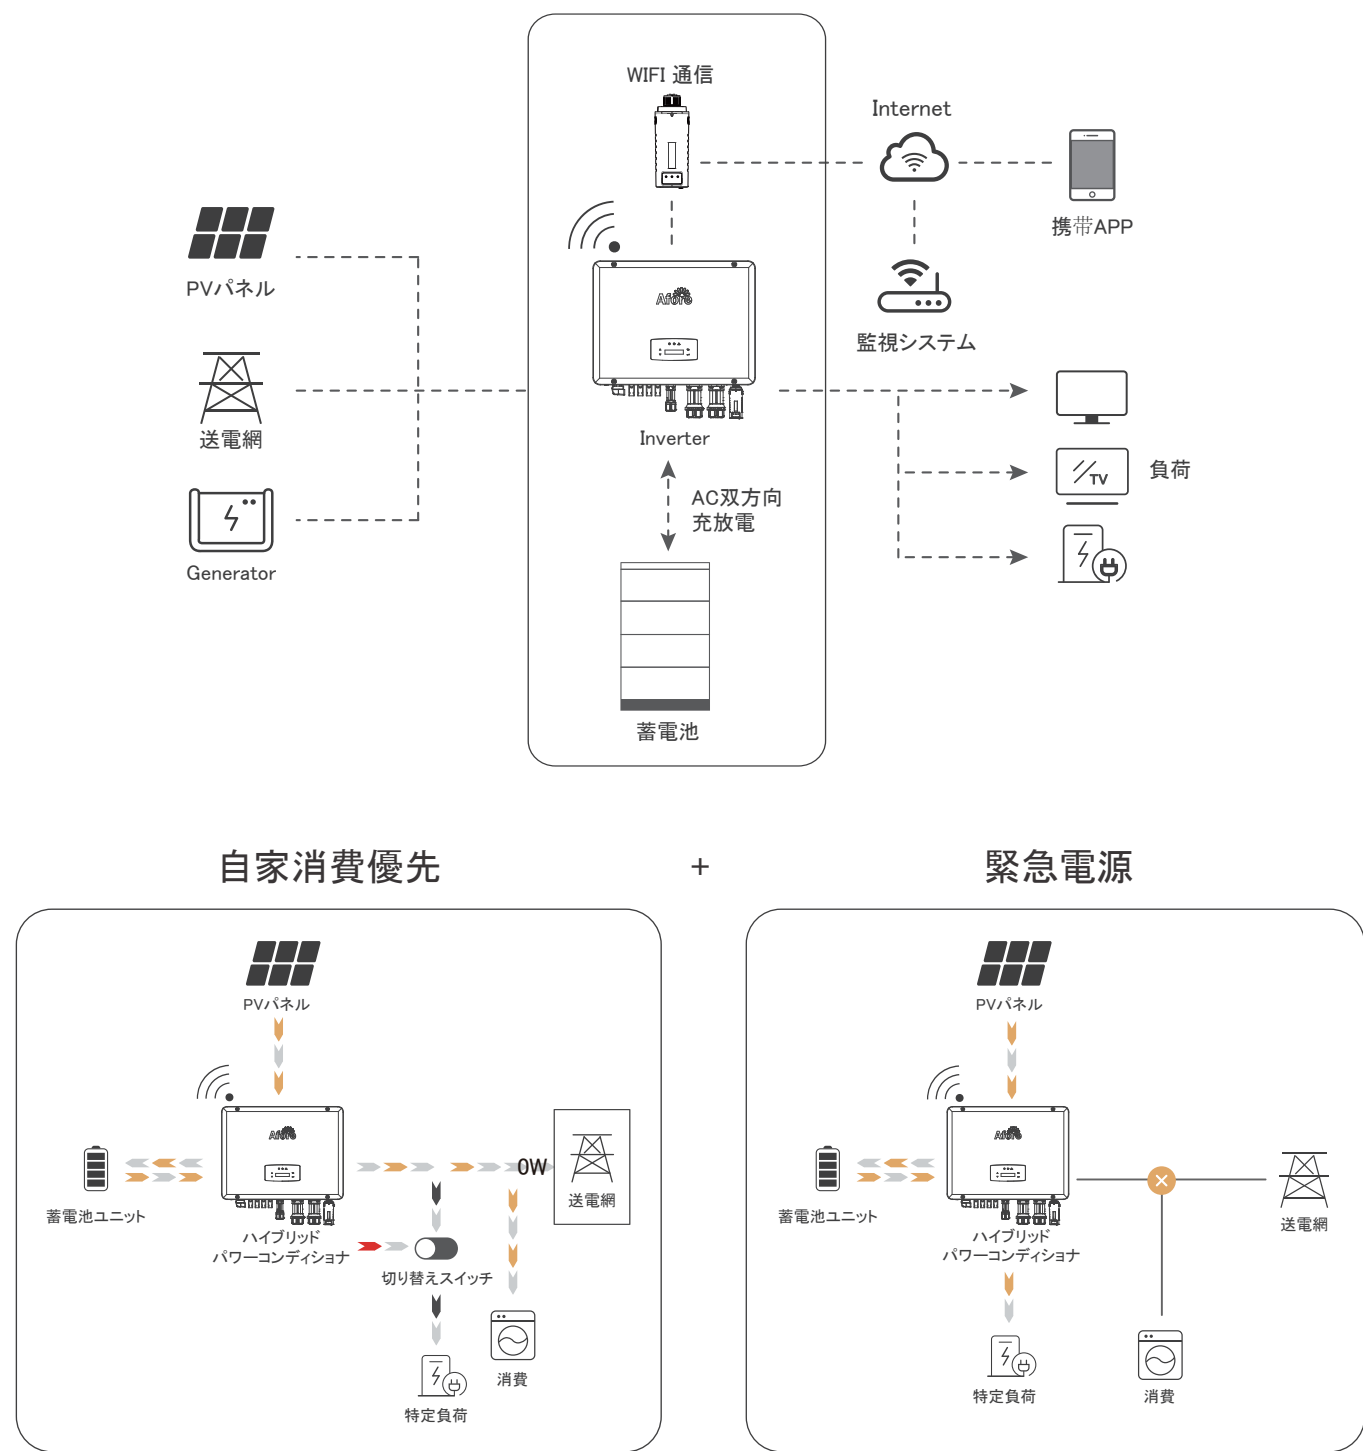 WIFI 通信
Internet
携帯APP
PVパネル
Afore
監視システム
送電網
Inverter
AC双方向
充放電
TV
負荷
Generator
蓄電池
自家消費優先
+
緊急電源
PVパネル
Afore
0W
送電網
蓄電池ユニット
ハイブリッド
パワーコンディショナ
切り替えスイッチ
消費
特定負荷
PVパネル
Afore
蓄電池ユニット
送電網
ハイブリッド
パワーコンディショナ
特定負荷
消費